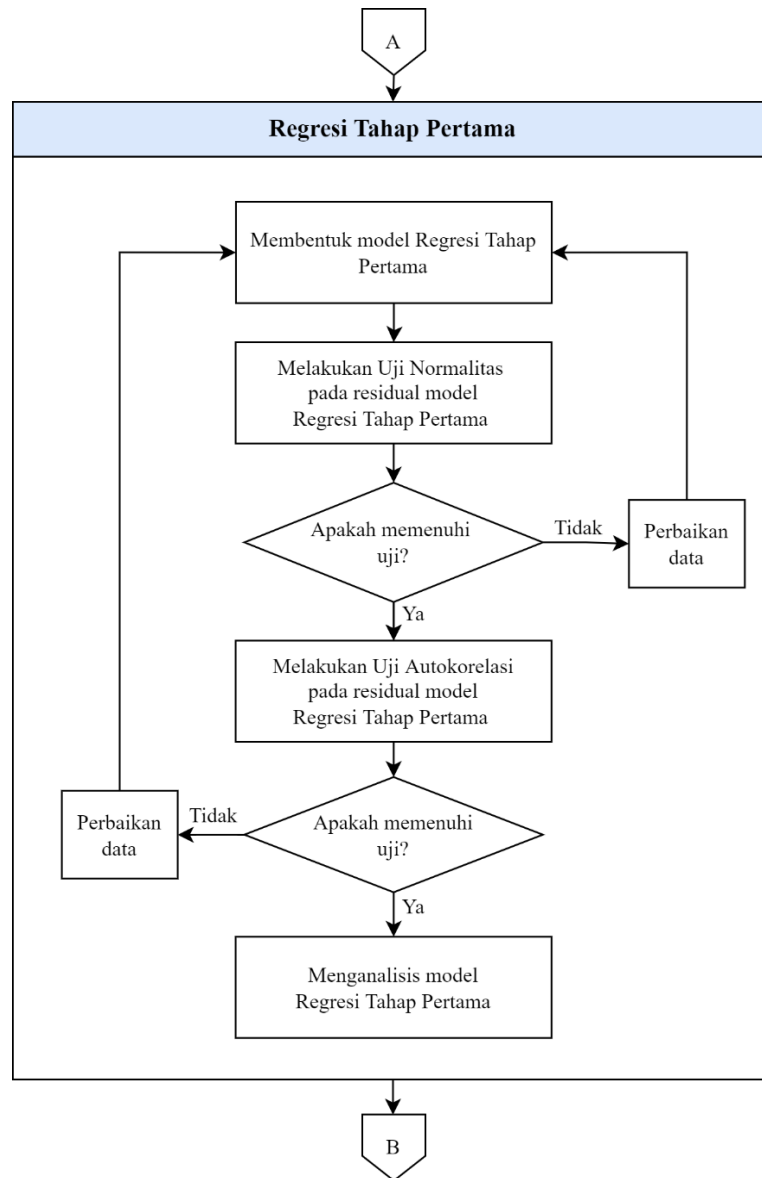 A
Regresi Tahap Pertama
Membentuk model Regresi Tahap
Pertama
Melakukan Uji Normalitas
pada residual model
Regresi Tahap Pertama
Apakah memenuhi
uji?
Tidak
Perbaikan
data
Ya
Melakukan Uji Autokorelasi
pada residual model
Regresi Tahap Pertama
Apakah memenuhi
uji?
Tidak
Perbaikan
data
Ya
Menganalisis model
Regresi Tahap Pertama
B